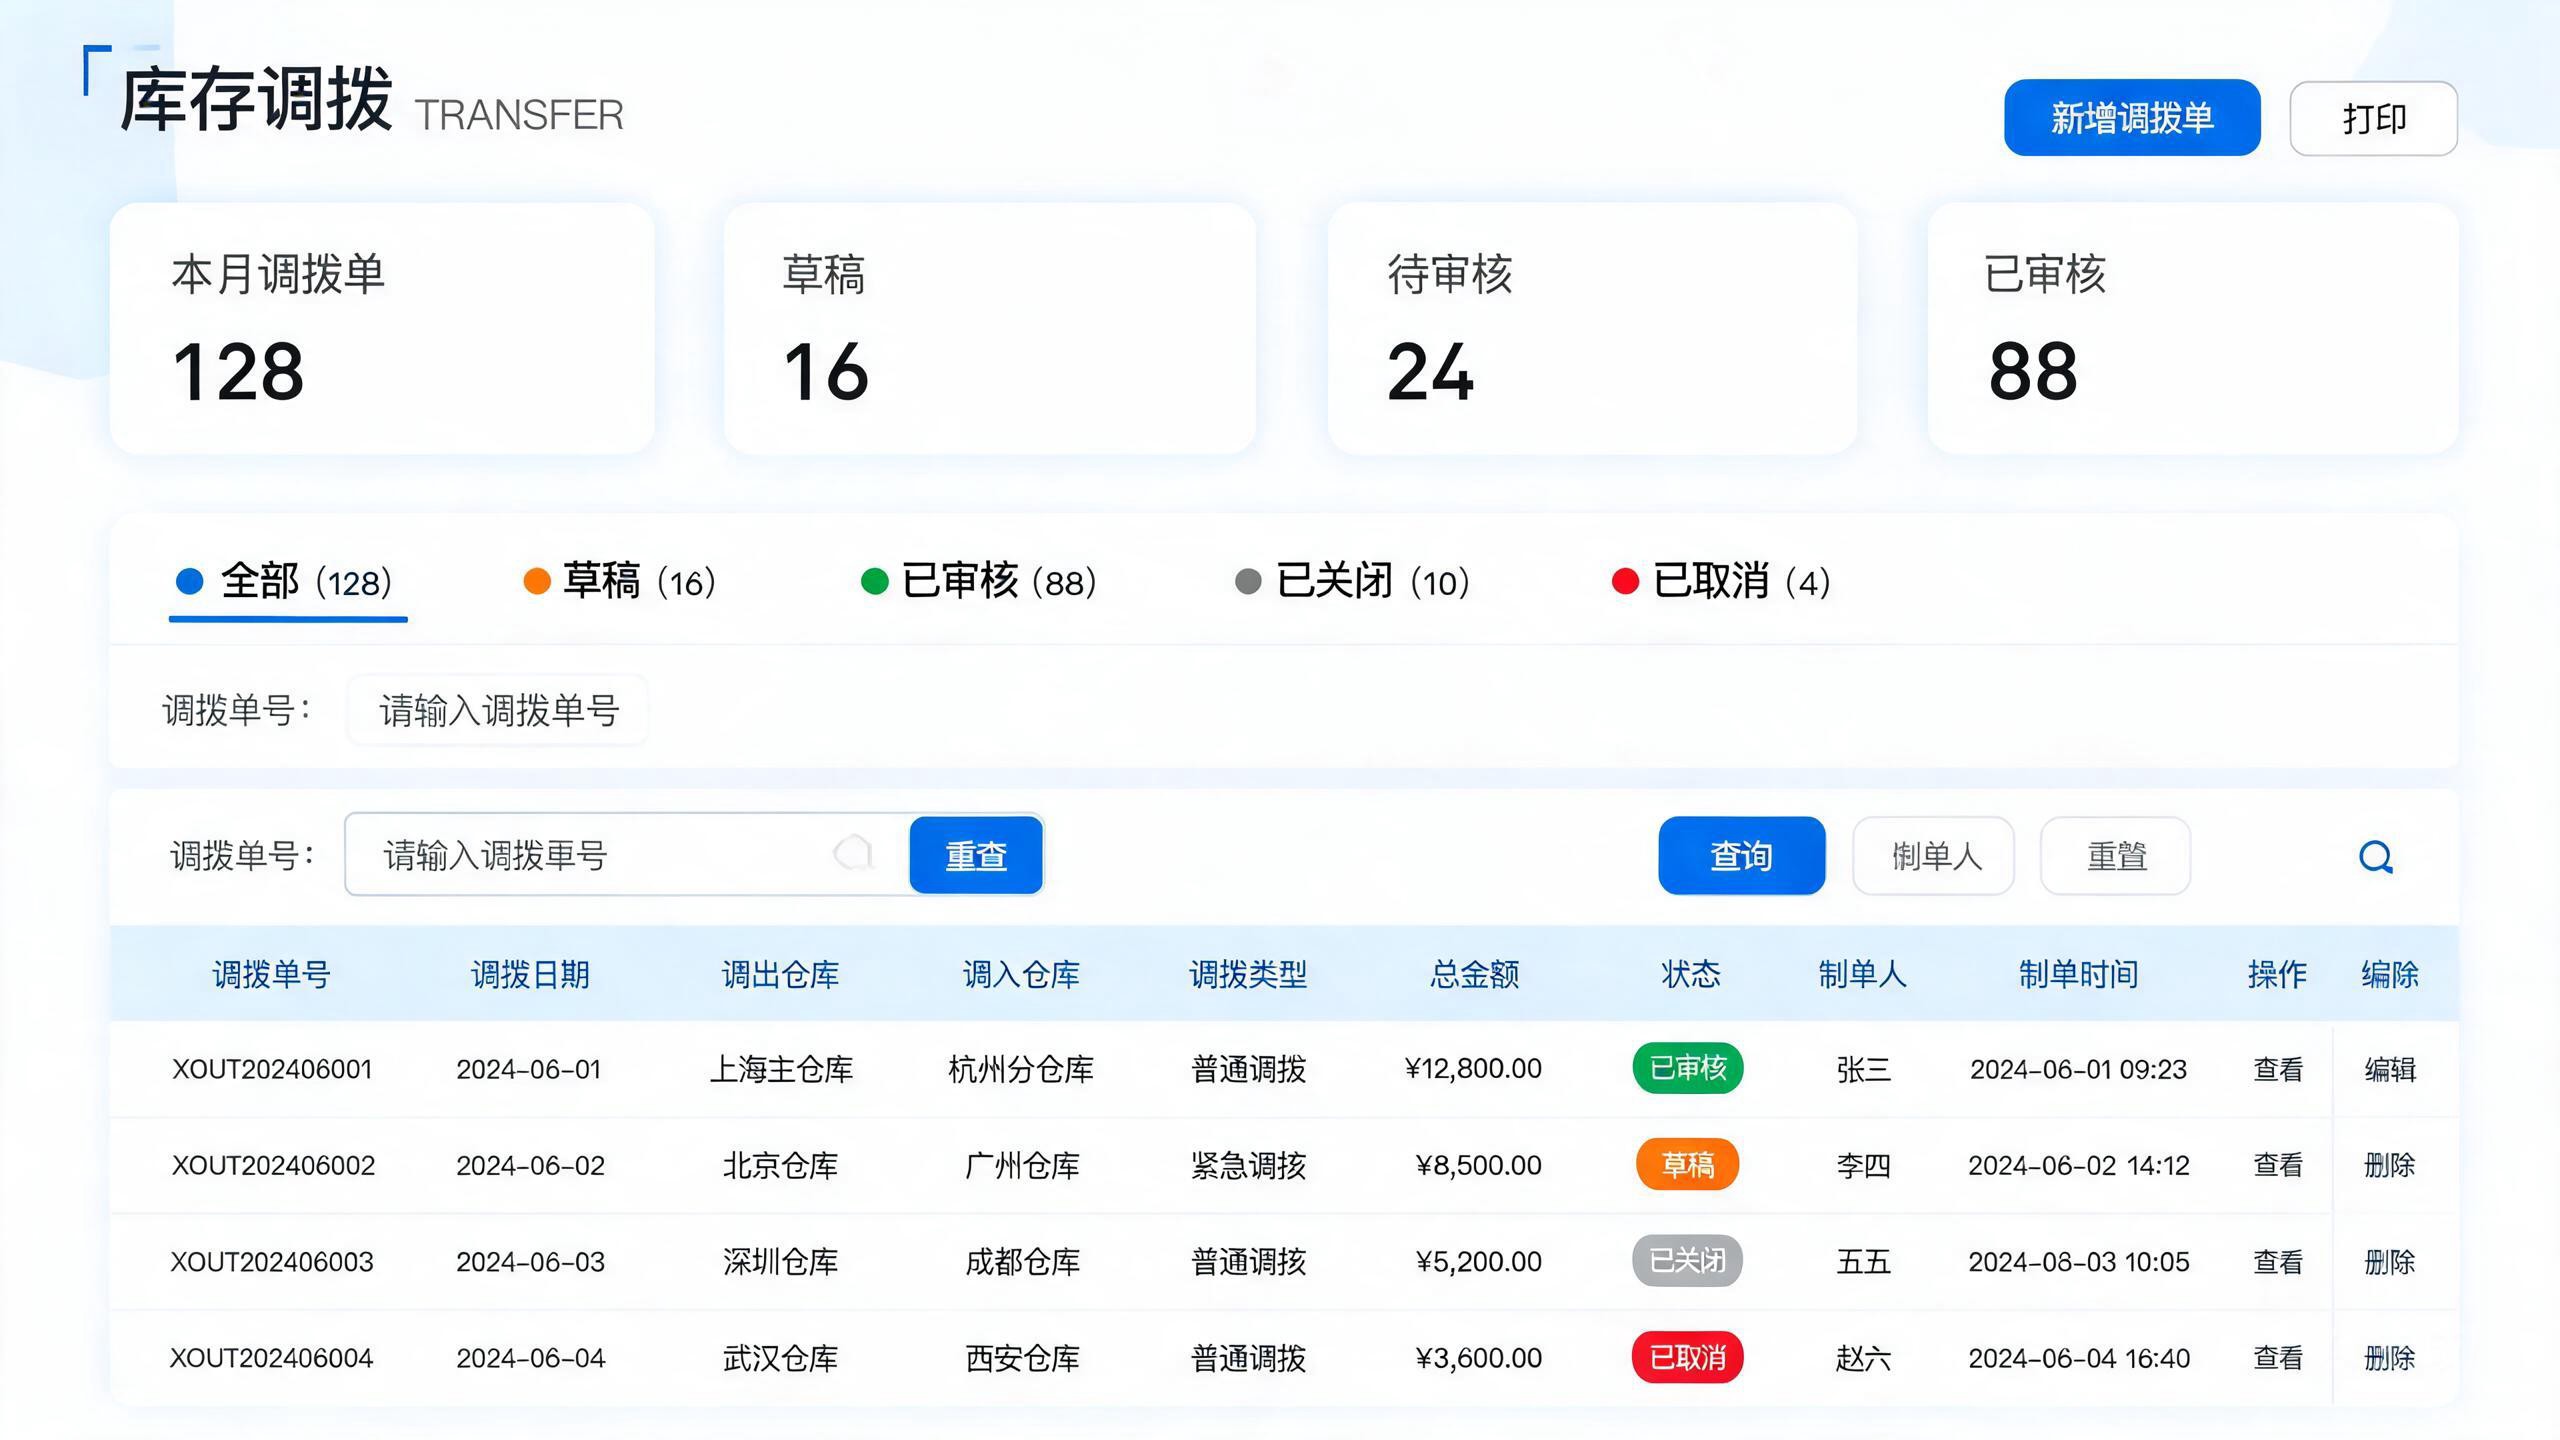 库存调拨 TRANSFER
新增调拨单 打印
本月调拨单 草稿 待审核 已审核
128 16 24 88
全部 (128) 草稿 (16) 已审核 (88) 已关闭 (10) 已取消 (4)
调拨单号： 请输入调拨单号
调拨单号： 请输入调拨 号 重查 查询 单人
调拨单号 调拨日期 调出仓库 调入仓库 调拨类型 总金额 状态 制单人 制单时间 操作 编除
XOUT202406001 2024-06-01 上海主仓库 杭州分仓库 普通调拨 ¥12,800.00 已审核 张三 2024-06-01 09:23 查看 编辑
XOUT202406002 2024-06-02 北京仓库 广州仓库 紧急调拨 ¥8,500.00 草稿 李四 2024-06-02 14:12 查看 删除
XOUT202406003 2024-06-03 深圳仓库 成都仓库 普通调拨 ¥5,200.00 已关闭 五五 2024-08-03 10:05 查看 删除
XOUT202406004 2024-06-04 武汉仓库 西安仓库 普通调拨 ¥3,600.00 已取消 赵六 2024-06-04 16:40 查看 删除